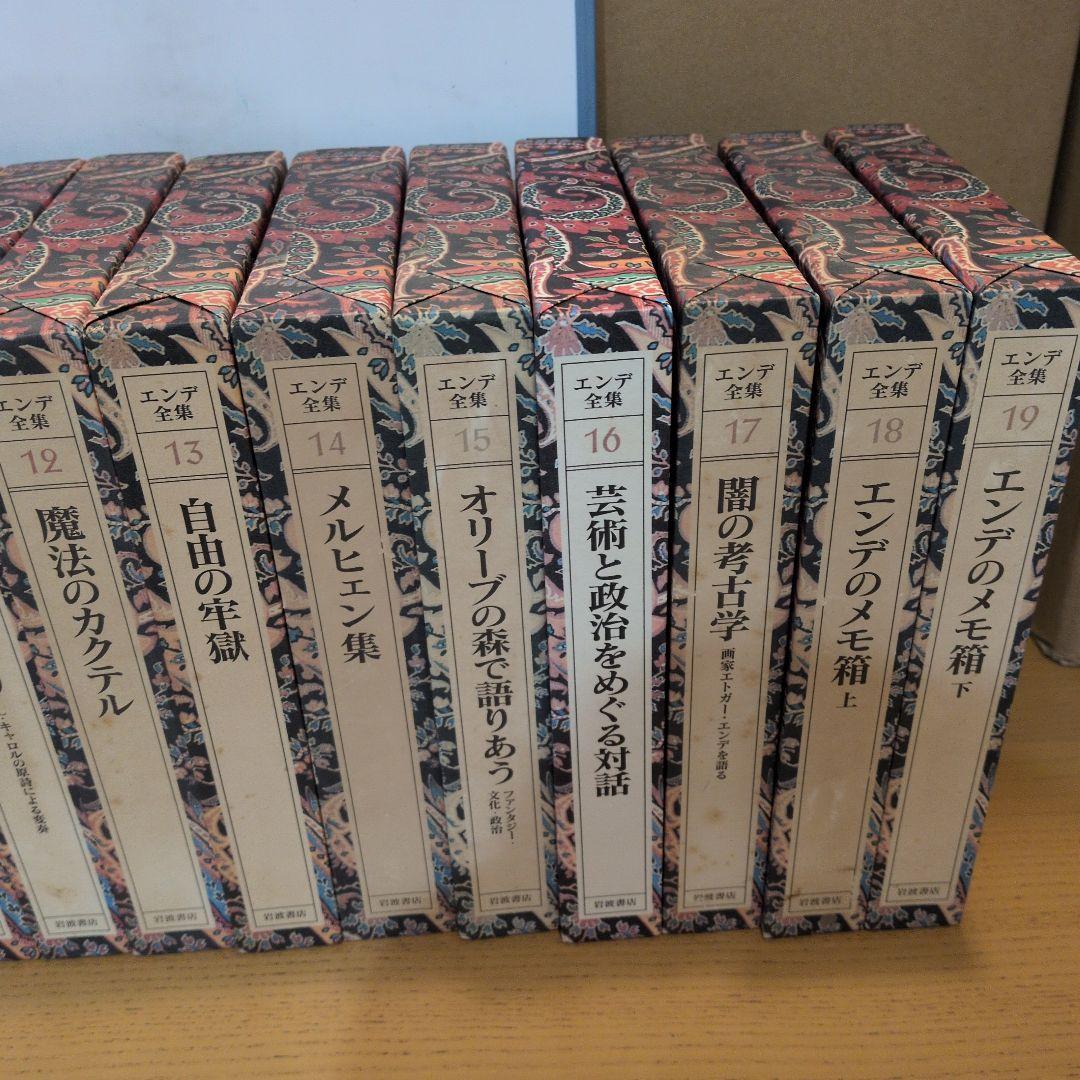 ル・キャロルの原詩による変奏
エンデ
全集
12
魔法のカクテル
岩波書店
エンデ
全集
13
自由の牢獄
岩波書店
エンデ
全集
14
メルヒェン集
岩波書店
エンデ
全集
15
オリーブの森で語りあう
ファンタジー・
文化・政治
岩波書店
エンデ
全集
16
芸術と政治をめぐる対話
岩波書店
エンデ
全集
17
闇の考古学
画家エトガー・エンデを語る
岩波書店
エンデ
全集
18
エンデのメモ箱 上
岩波書店
エンデ
全集
19
エンデのメモ箱 下
岩波書店